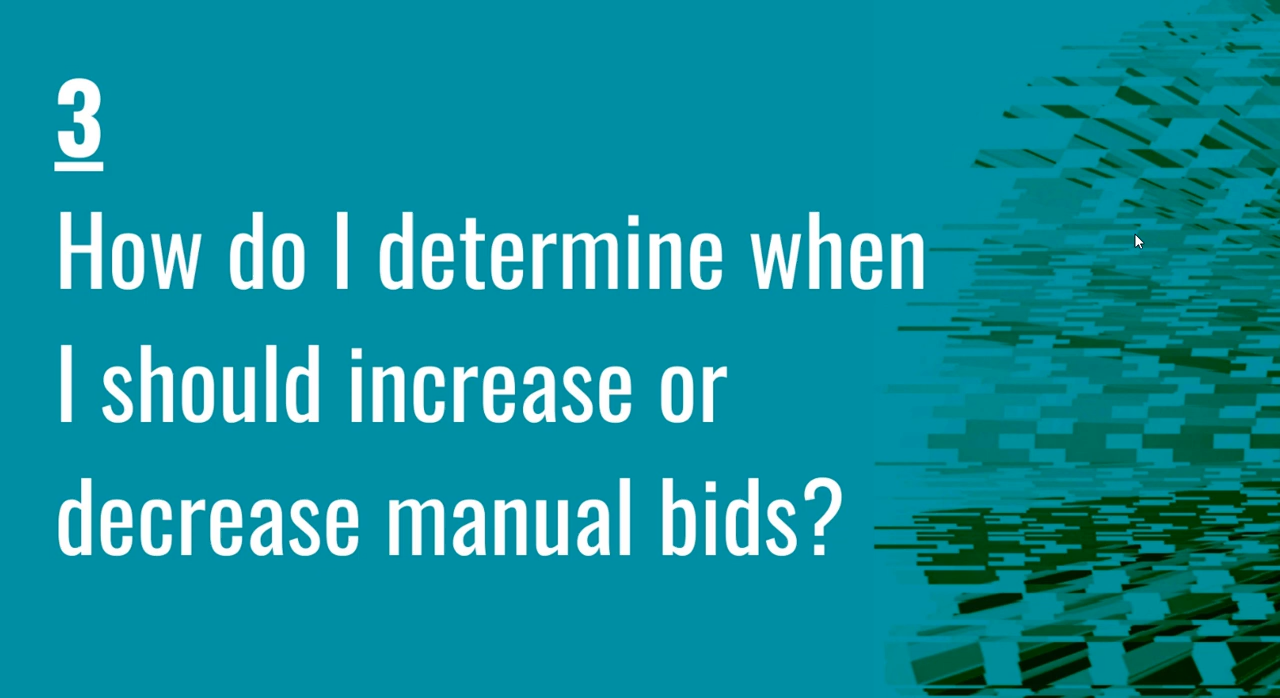 3
How do I determine when
I should increase or
decrease manual bids?